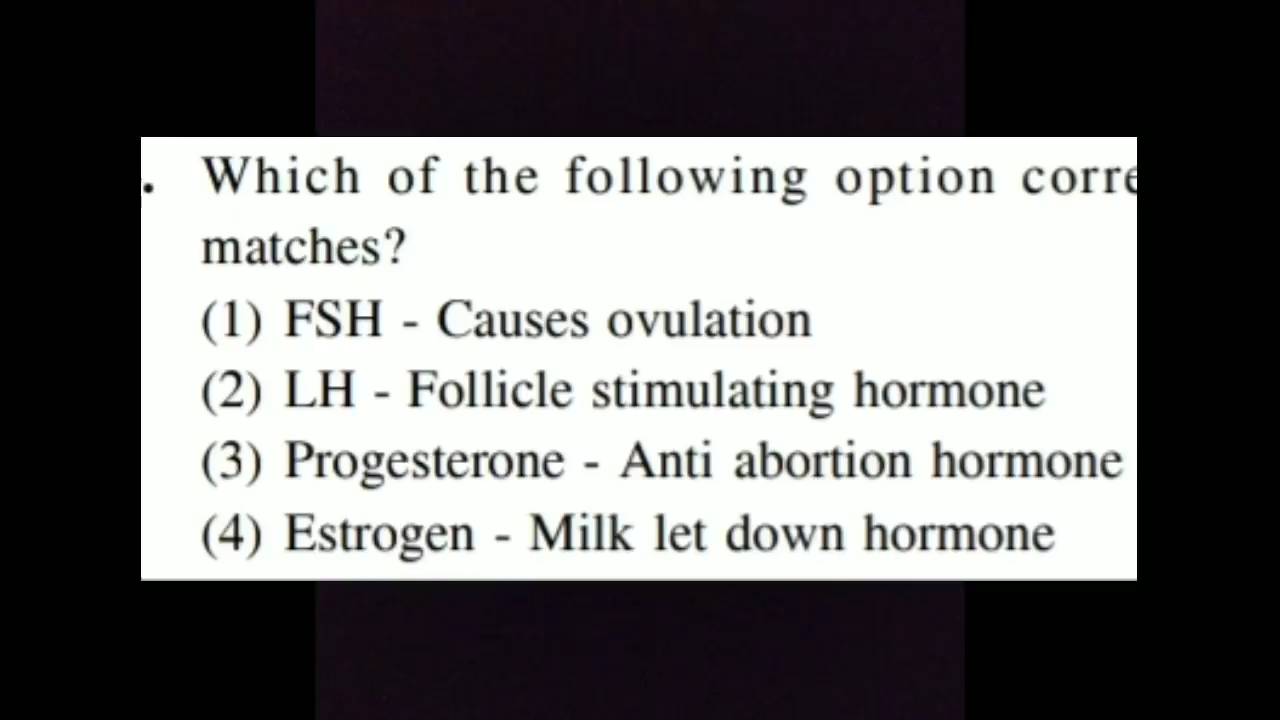 . Which of the following option
matches?
(1) FSH - Causes ovulation
(2) LH - Follicle stimulating hormone
(3) Progesterone - Anti abortion hormone
(4) Estrogen - Milk let down hormone